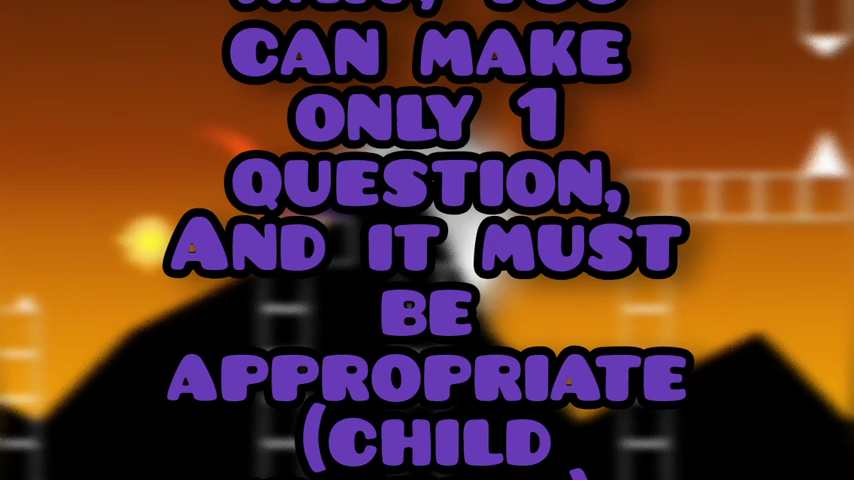 CAN MAKE
ONLY 1
QUESTION,
AND IT MUST
BE
APPROPRIATE
(CHILD